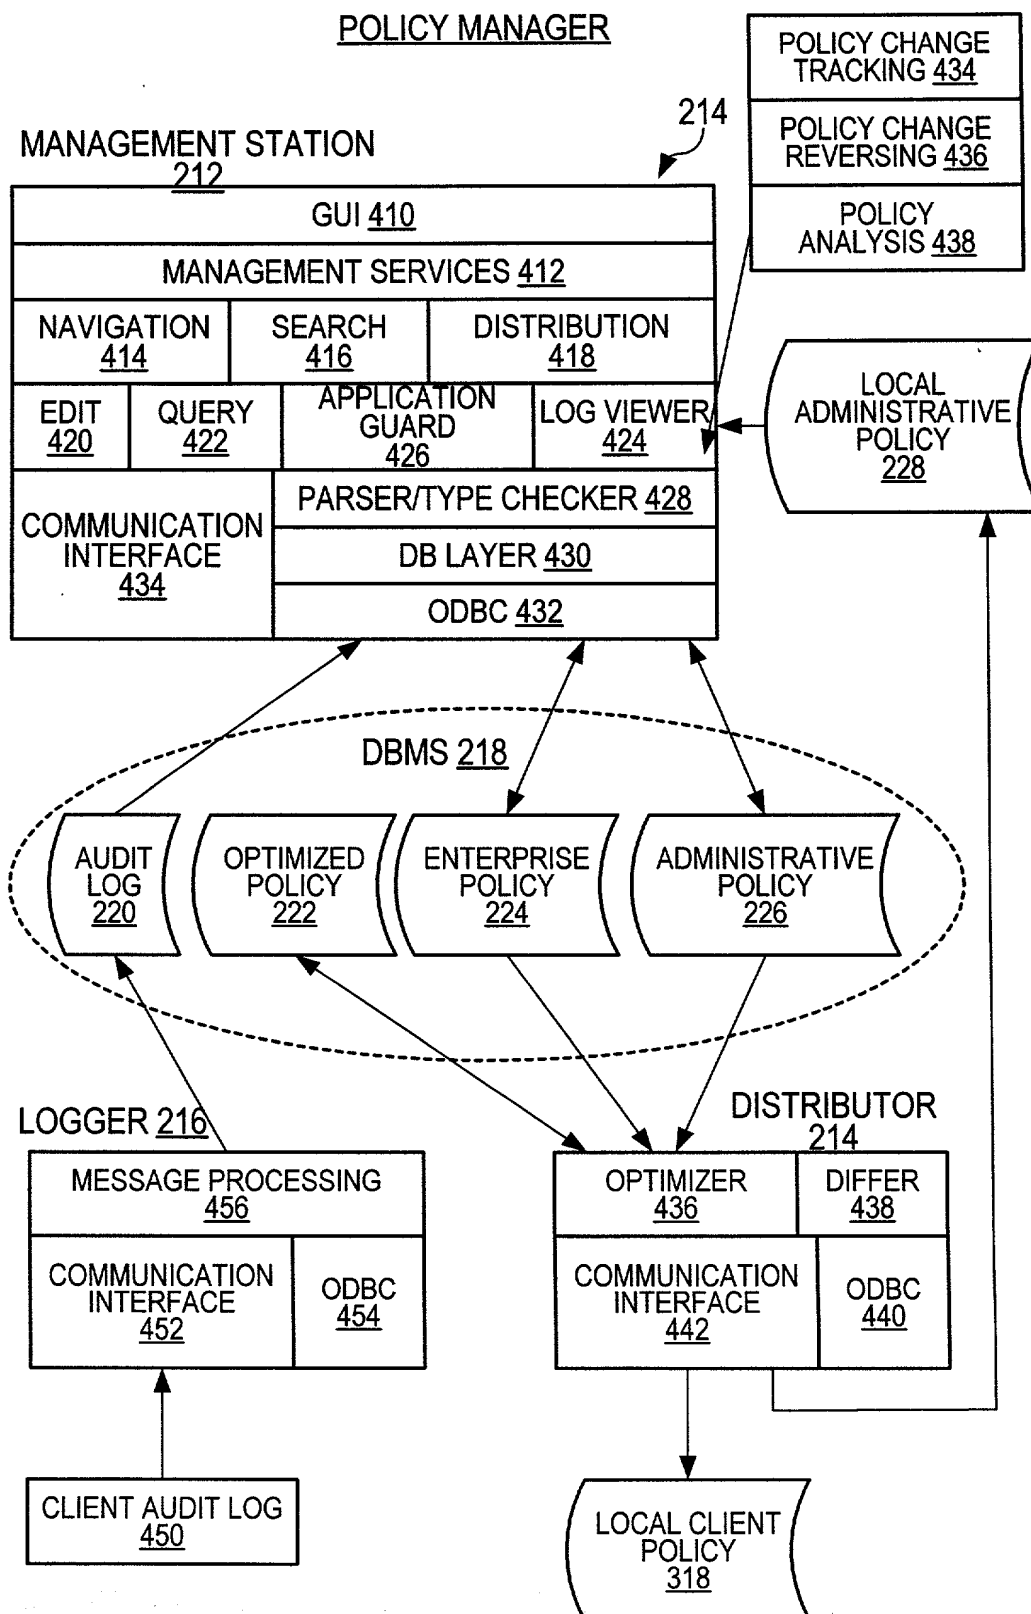 POLICY MANAGER
POLICY CHANGE
TRACKING 434
POLICY CHANGE
REVERSING 436
POLICY
ANALYSIS 438
214
MANAGEMENT STATION
212
GUI 410
MANAGEMENT SERVICES 412
NAVIGATION
414
SEARCH
416
DISTRIBUTION
418
EDIT
420
QUERY
422
APPLICATION
GUARD
426
LOG VIEWER
424
LOCAL
ADMINISTRATIVE
POLICY
228
COMMUNICATION
INTERFACE
434
PARSER/TYPE CHECKER 428
DB LAYER 430
ODBC 432
DBMS 218
AUDIT
LOG
220
OPTIMIZED
POLICY
222
ENTERPRISE
POLICY
224
ADMINISTRATIVE
POLICY
226
LOGGER 216
MESSAGE PROCESSING
456
COMMUNICATION
INTERFACE
452
ODBC
454
DISTRIBUTOR
214
OPTIMIZER
436
DIFFER
438
COMMUNICATION
INTERFACE
442
ODBC
440
CLIENT AUDIT LOG
450
LOCAL CLIENT
POLICY
318